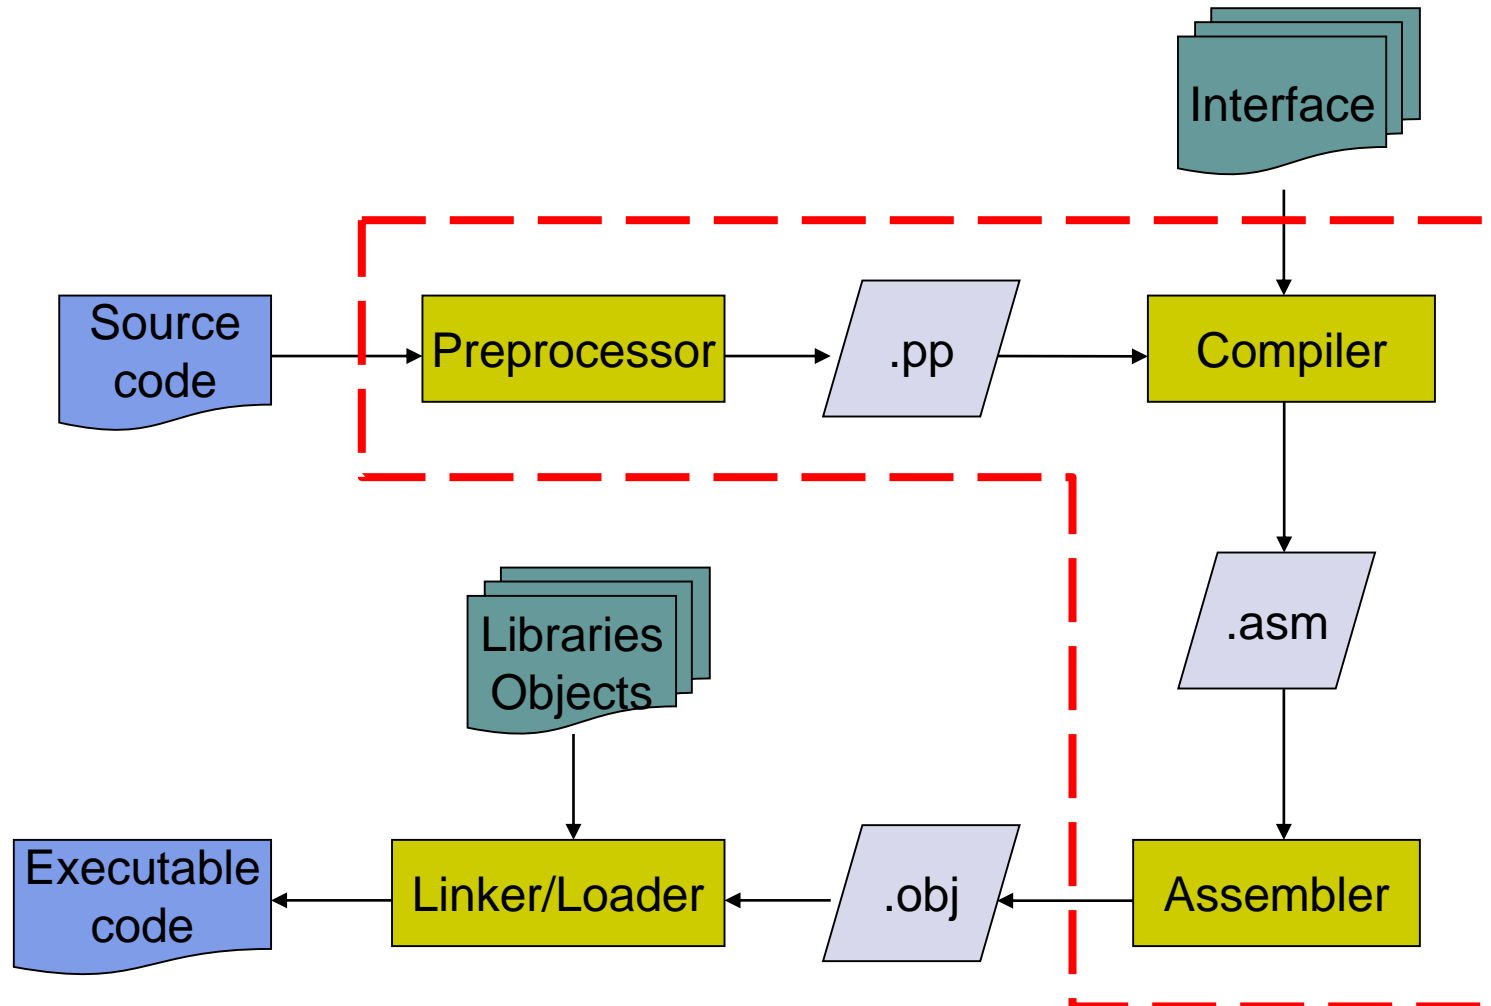 Interface
Source
code
Preprocessor
.pp
Compiler
.asm
Libraries
Objects
Executable
code
Linker/Loader
.obj
Assembler